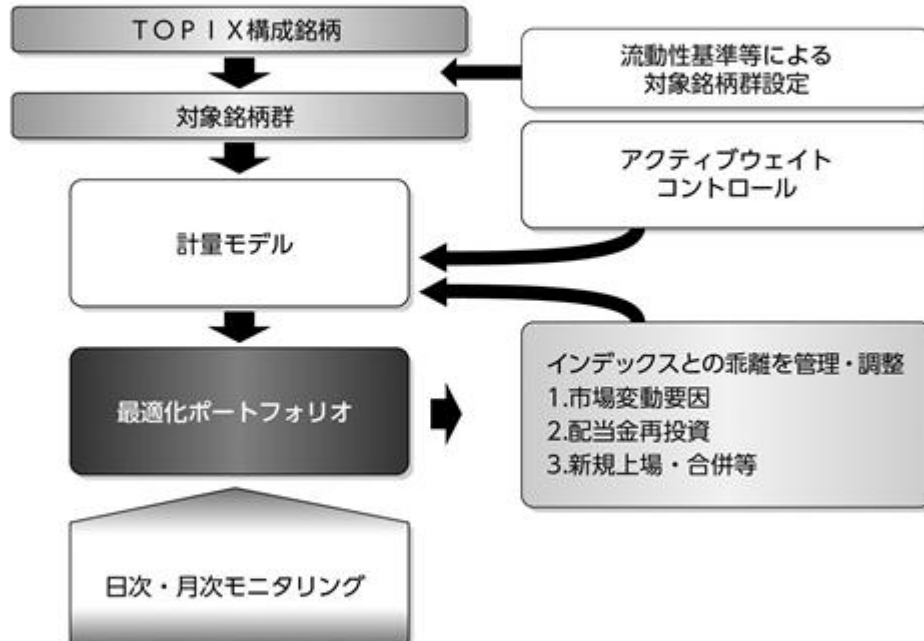 ＴＯＰＩＸ構成銘柄
流動性基準等による
対象銘柄群設定
対象銘柄群
アクティブウェイト
コントロール
計量モデル
最適化ポートフォリオ
インデックスとの乖離を管理・調整
1.市場変動要因
2.配当金再投資
3.新規上場・合併等
日次・月次モニタリング